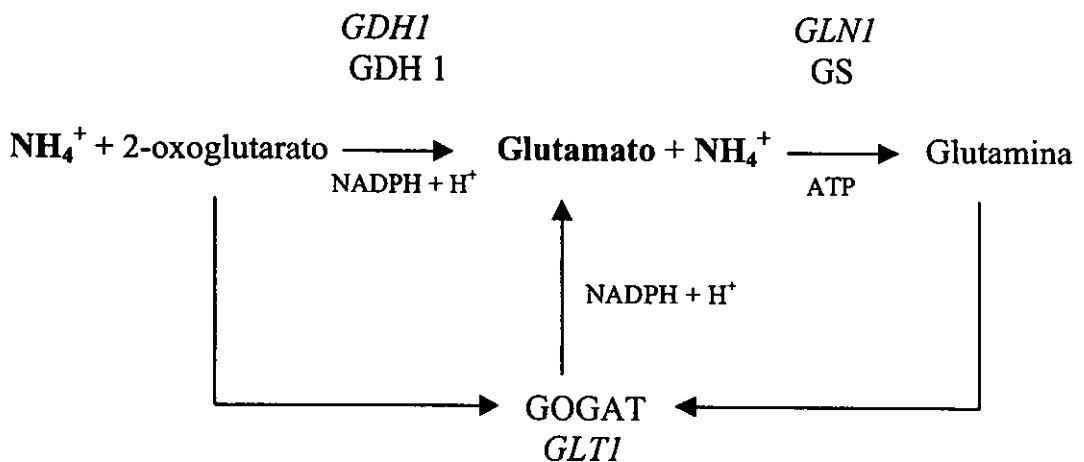 GDH1 GLN1
GDH 1 GS
NH₄⁺ + 2-oxoglutarato Glutamato + NH₄⁺ Glutamina
NADPH + H⁺ ATP
NADPH + H⁺
GOGAT
GLT1